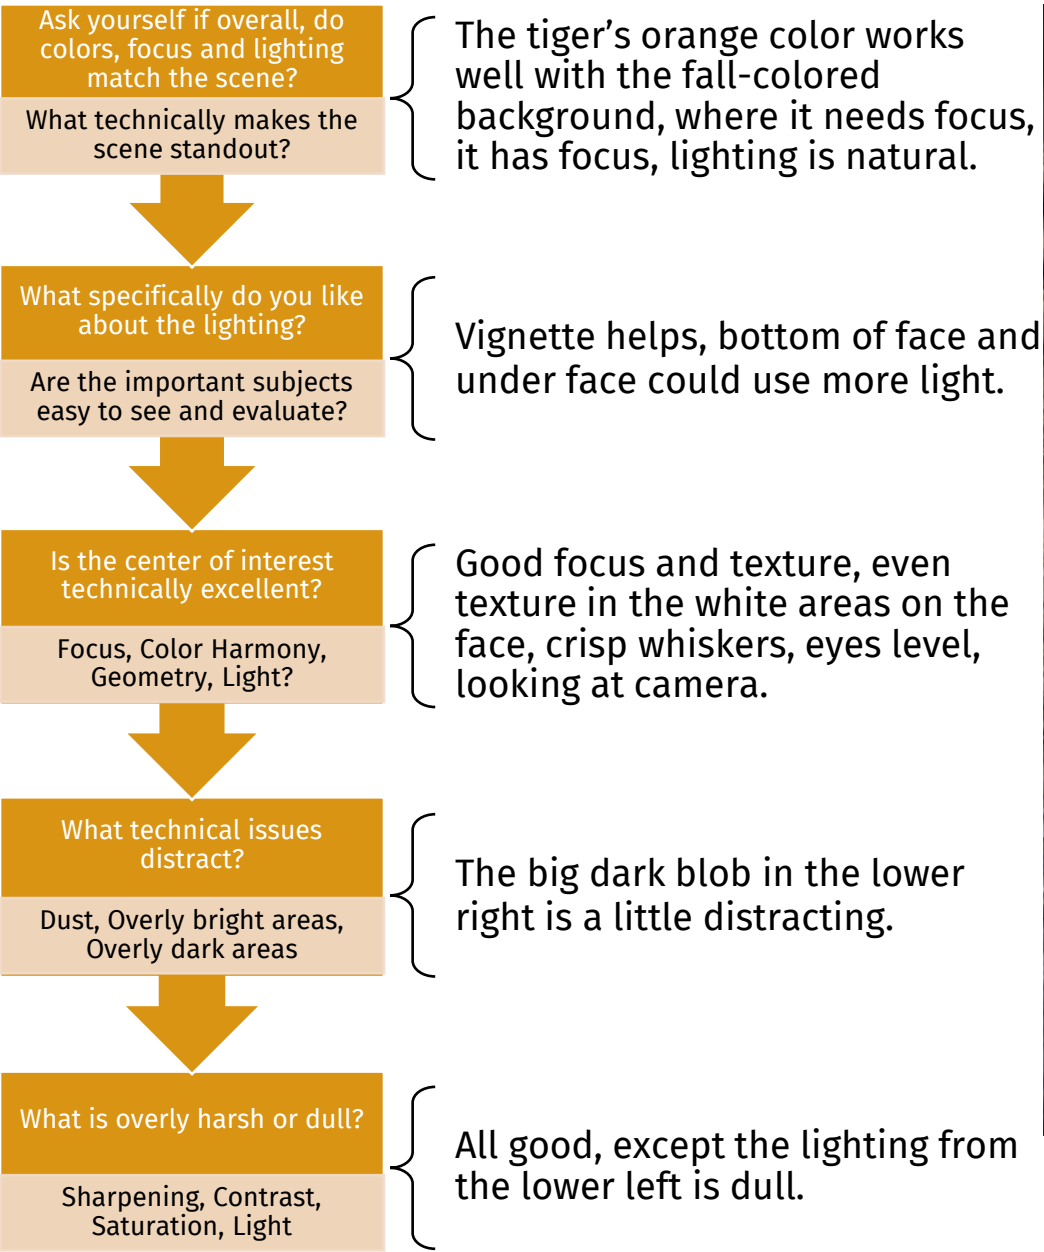 Ask yourself if overall, do
colors, focus and lighting
match the scene?
What technically makes the
scene standout?
The tiger’s orange color works
well with the fall-colored
background, where it needs focus,
it has focus, lighting is natural.
What specifically do you like
about the lighting?
Are the important subjects
easy to see and evaluate?
Vignette helps, bottom of face and
under face could use more light.
Is the center of interest
technically excellent?
Focus, Color Harmony,
Geometry, Light?
Good focus and texture, even
texture in the white areas on the
face, crisp whiskers, eyes level,
looking at camera.
What technical issues
distract?
Dust, Overly bright areas,
Overly dark areas
The big dark blob in the lower
right is a little distracting.
What is overly harsh or dull?
Sharpening, Contrast,
Saturation, Light
All good, except the lighting from
the lower left is dull.